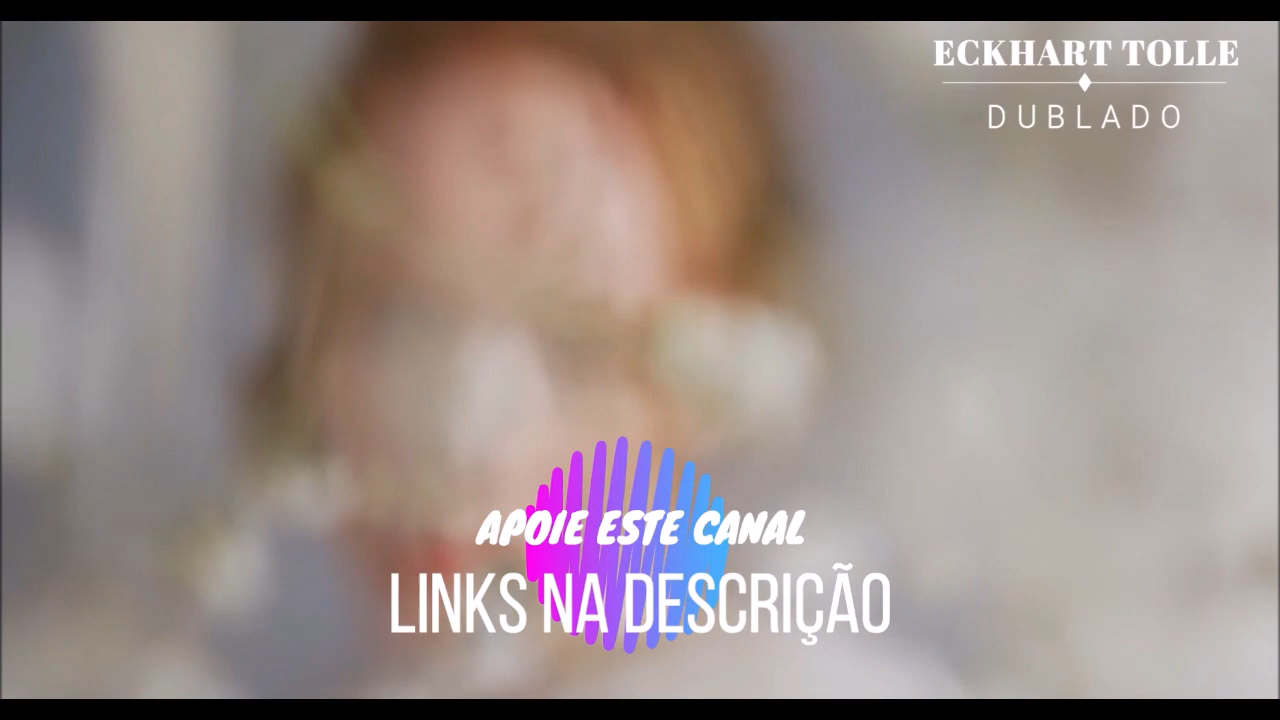 ECKHART TOLLE
DUBLADO
APOIE ESTE CANAL
LINKS NA DESCRIÇÃO